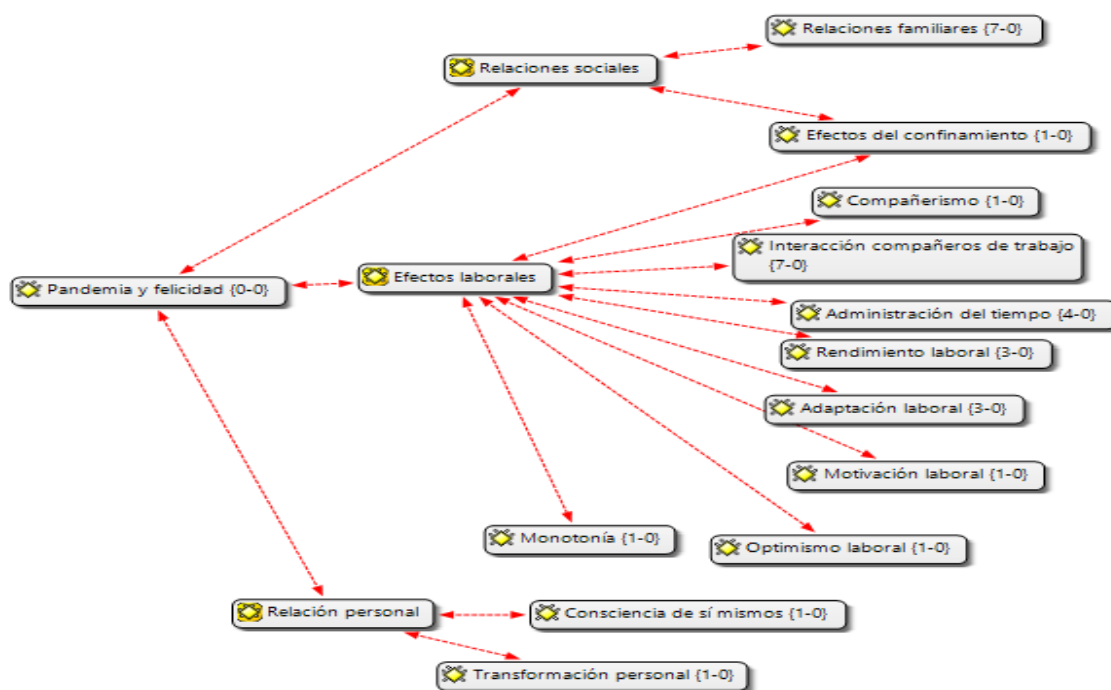 Relaciones familiares {7-0}
Relaciones sociales
Efectos del confinamiento {1-0}
Compañerismo {1-0}
Interacción compañeros de trabajo
{7-0}
Efectos laborales
Pandemia y felicidad {0-0}
Administración del tiempo {4-0}
Rendimiento laboral {3-0}
Adaptación laboral {3-0}
Motivación laboral {1-0}
Monotonía {1-0}
Optimismo laboral {1-0}
Relación personal
Consciencia de sí mismos {1-0}
Transformación personal {1-0}